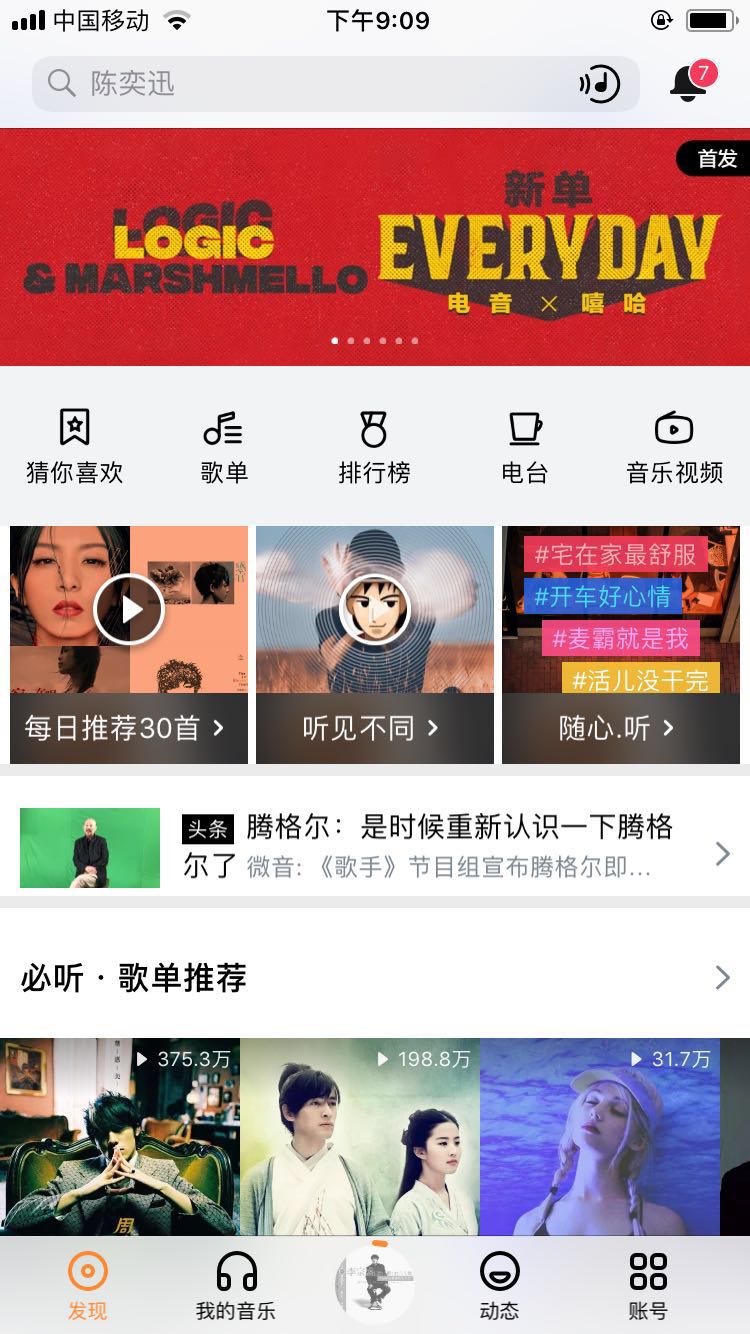 中国移动
下午9:09
陈奕迅
7
首发
LOGIC
& MARSHMELLO
新单
EVERYDAY
电音 × 嘻哈
猜你喜欢
歌单
排行榜
电台
音乐视频
#宅在家最舒服
#开车好心情
#麦霸就是我
#活儿没干完
每日推荐30首
听见不同
随心.听
头条 腾格尔：是时候重新认识一下腾格
尔了 微音:《歌手》节目组宣布腾格尔即...
必听 · 歌单推荐
375.3万
198.8万
31.7万
周
发现
我的音乐
动态
账号